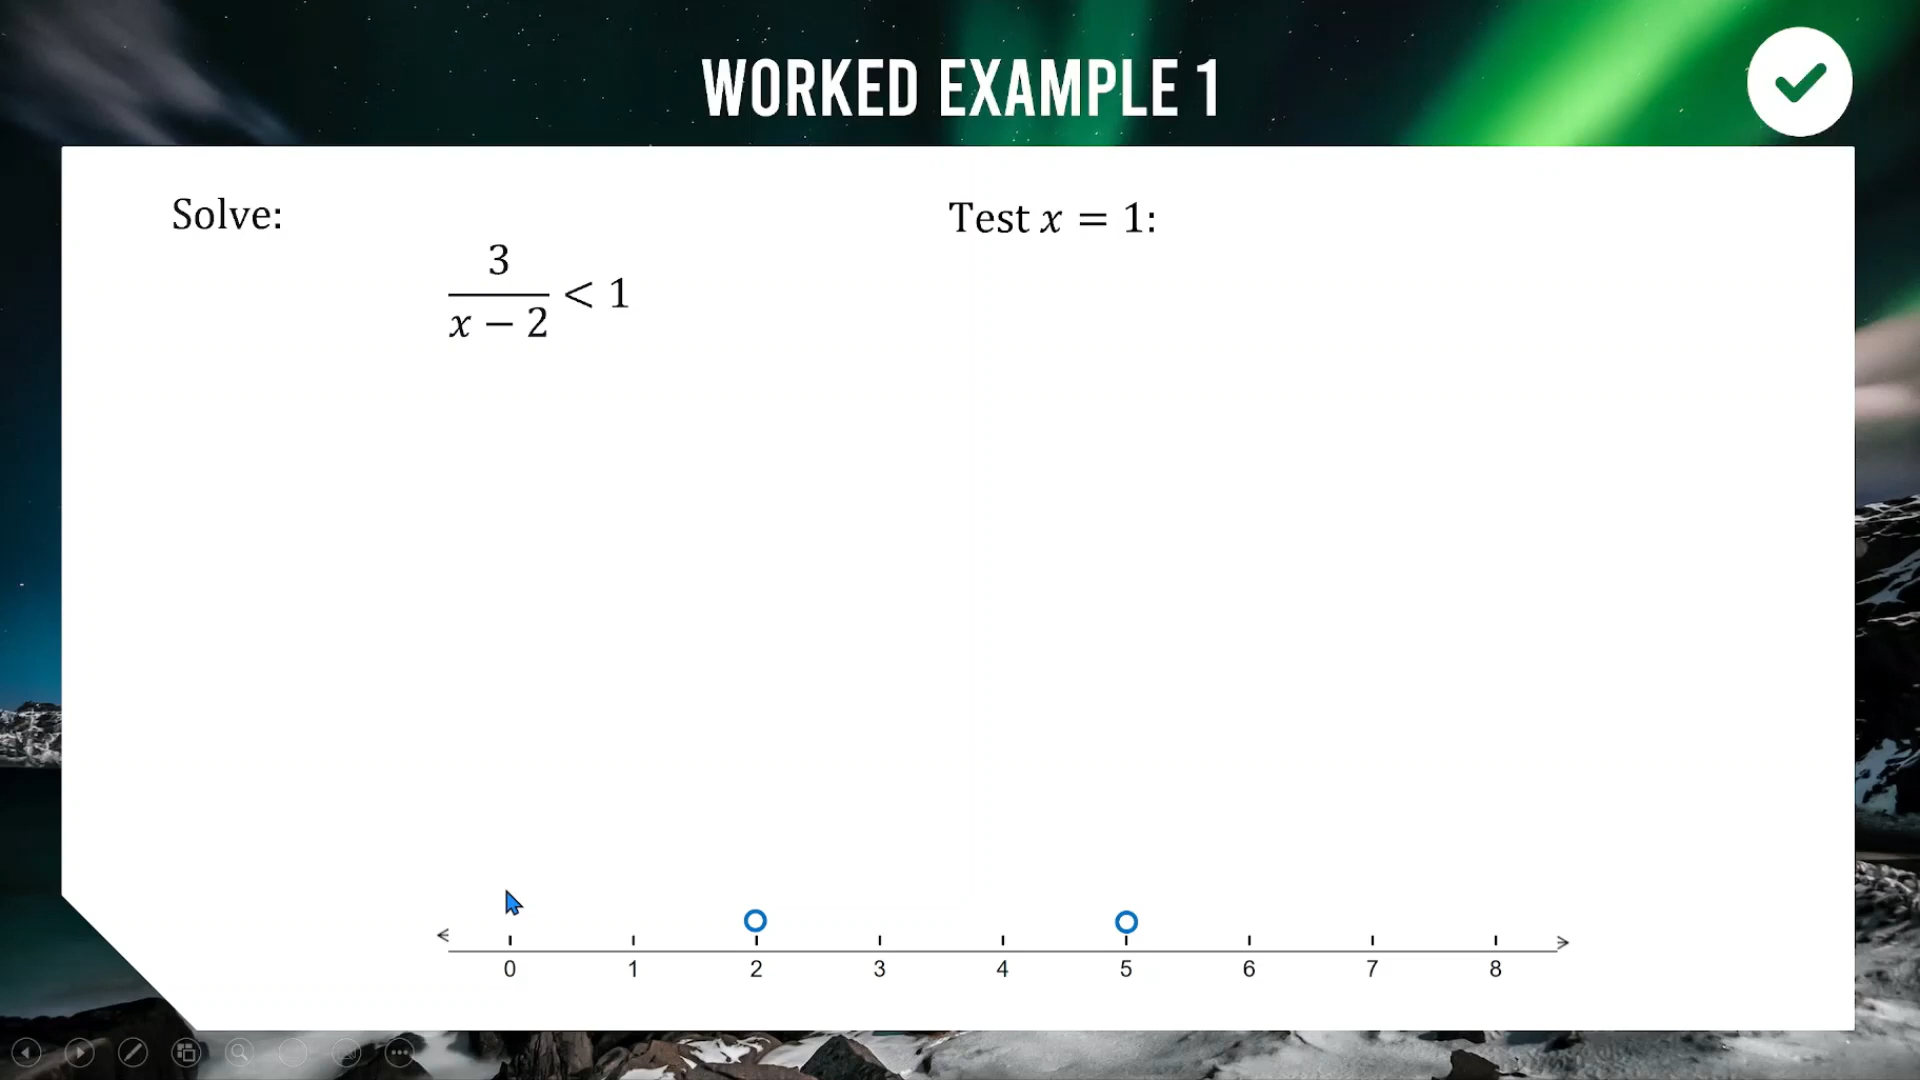 WORKED EXAMPLE 1
Solve:
3
x − 2
< 1
Test x = 1:
0 1 2 3 4 5 6 7 8